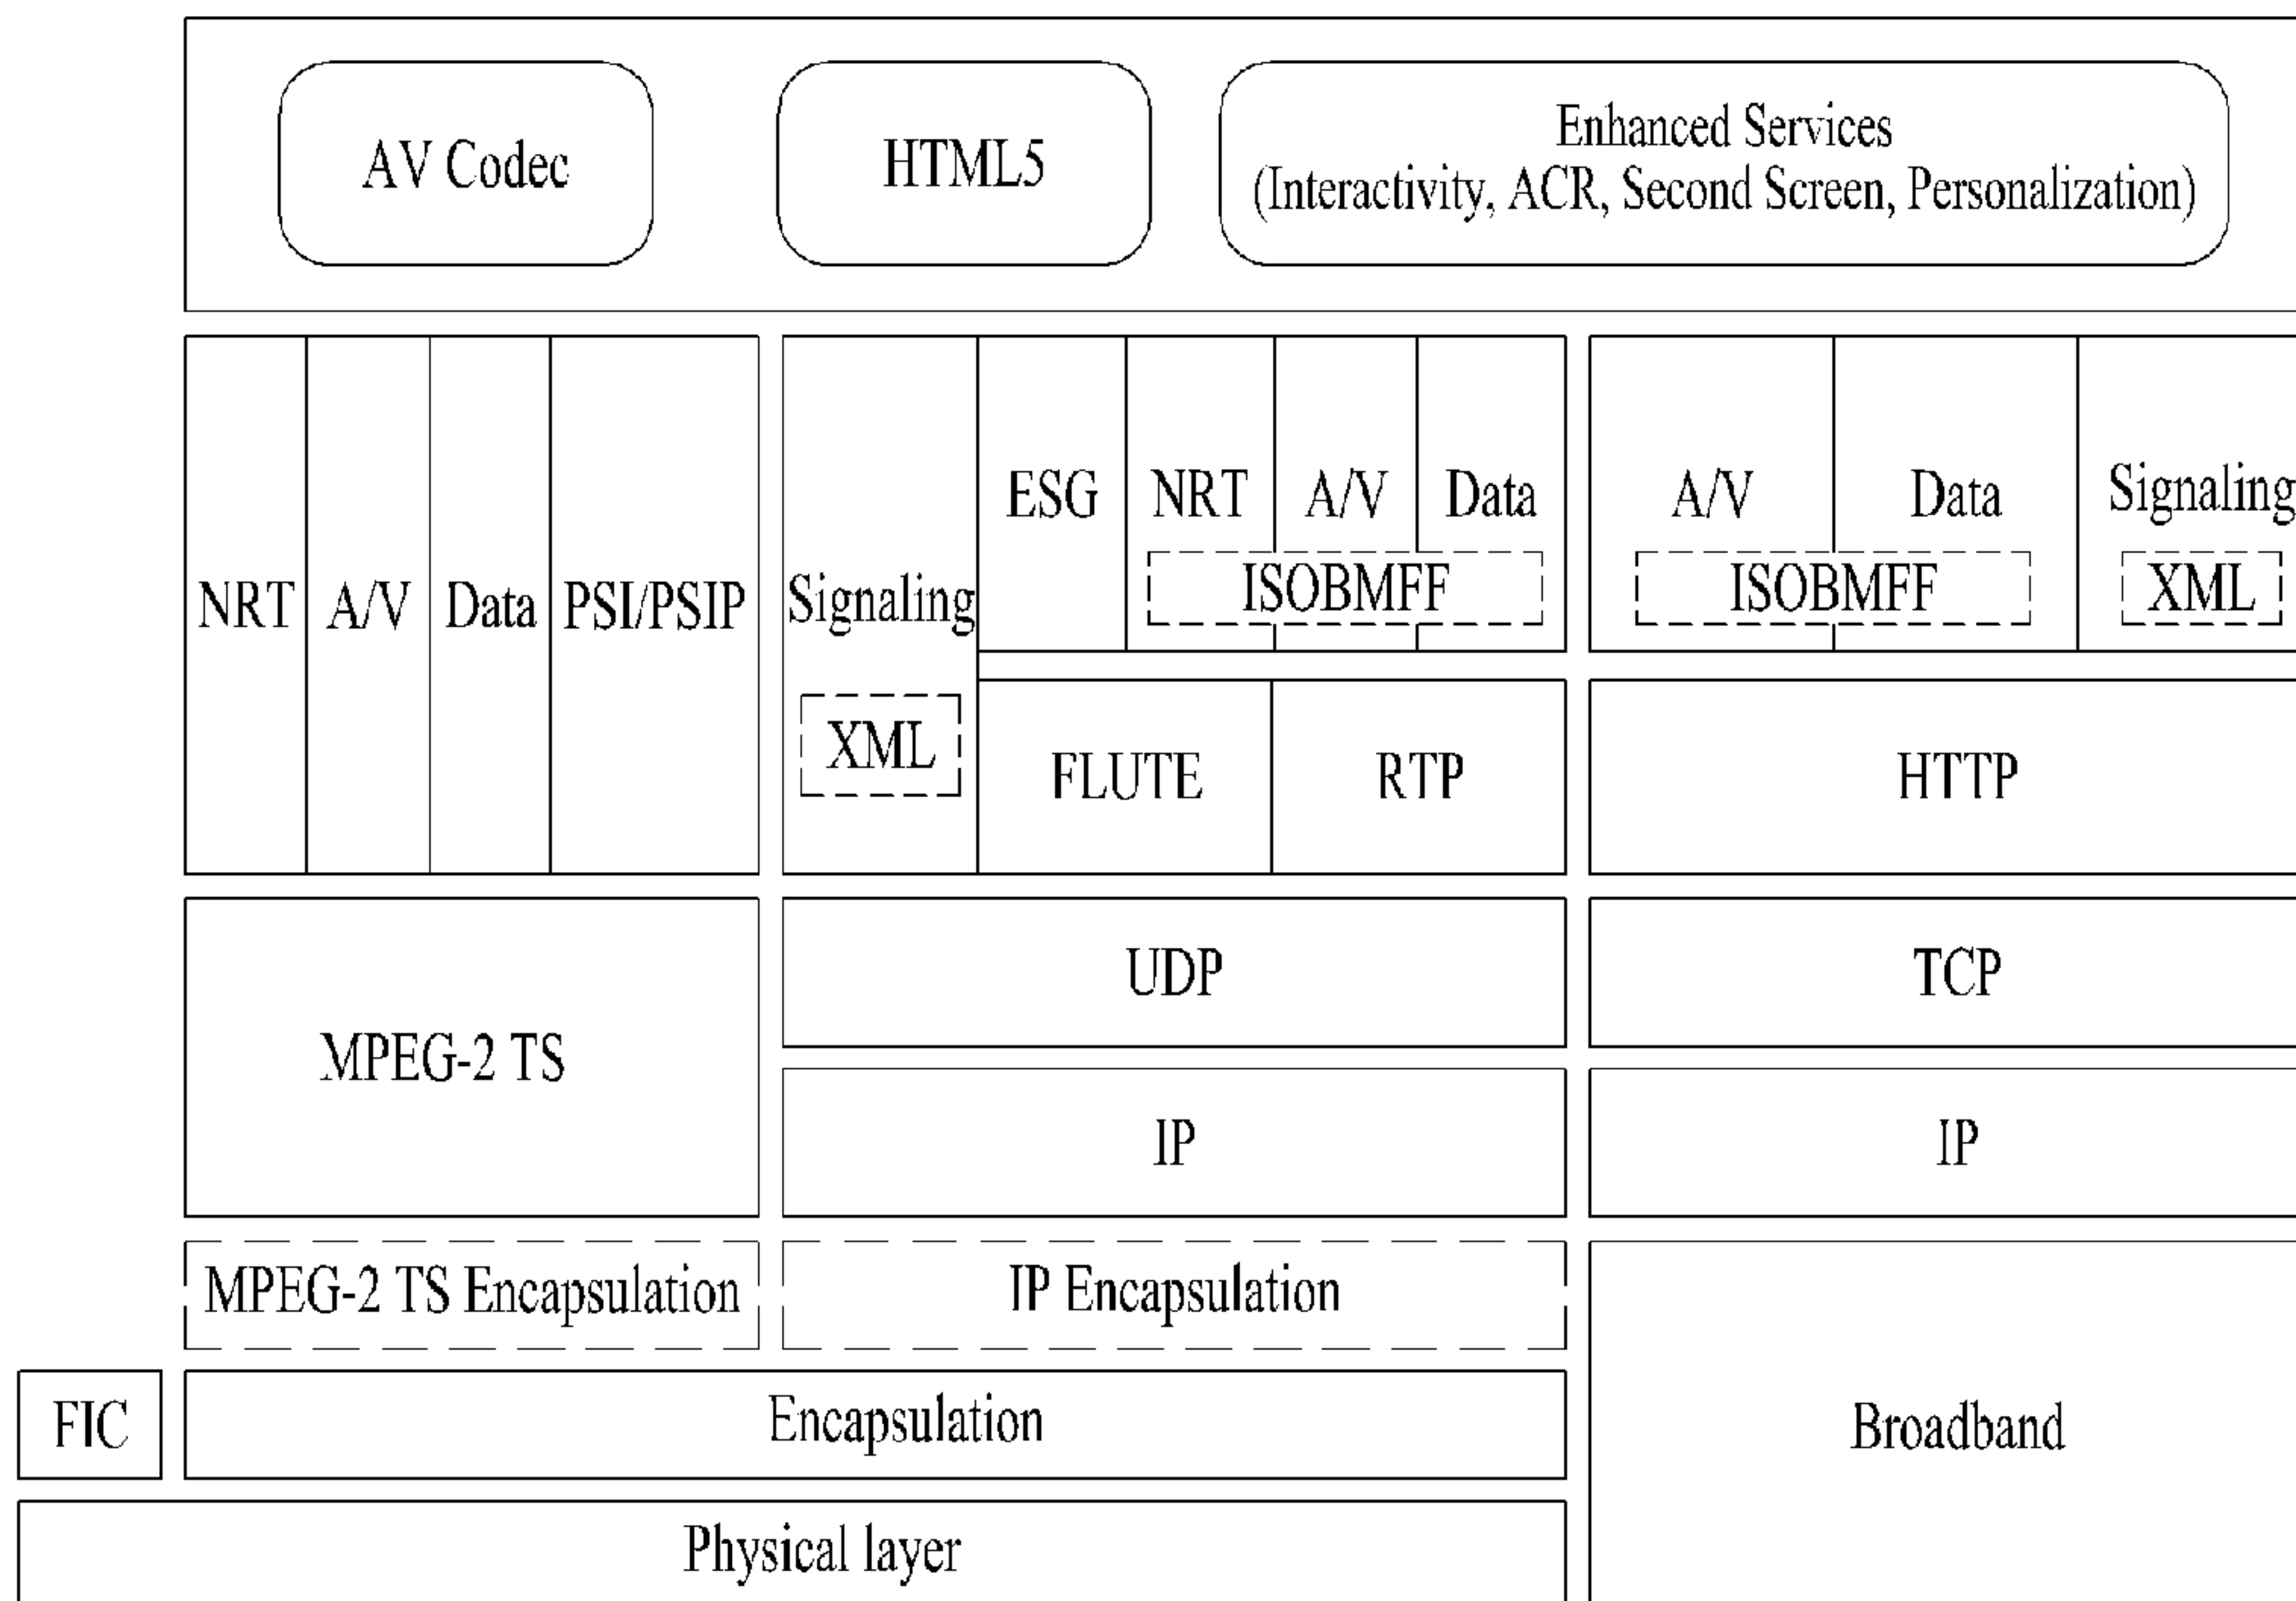 AV Codec
HTML5
Enhanced Services
(Interactivity, ACR, Second Screen, Personalization)
NRT
A/V
Data
PSI/PSIP
Signaling
XML
ESG
NRT
A/V
Data
ISOBMFF
FLUTE
RTP
A/V
Data
ISOBMFF
Signaling
XML
HTTP
MPEG-2 TS
UDP
TCP
IP
IP
MPEG-2 TS Encapsulation
IP Encapsulation
FIC
Encapsulation
Broadband
Physical layer